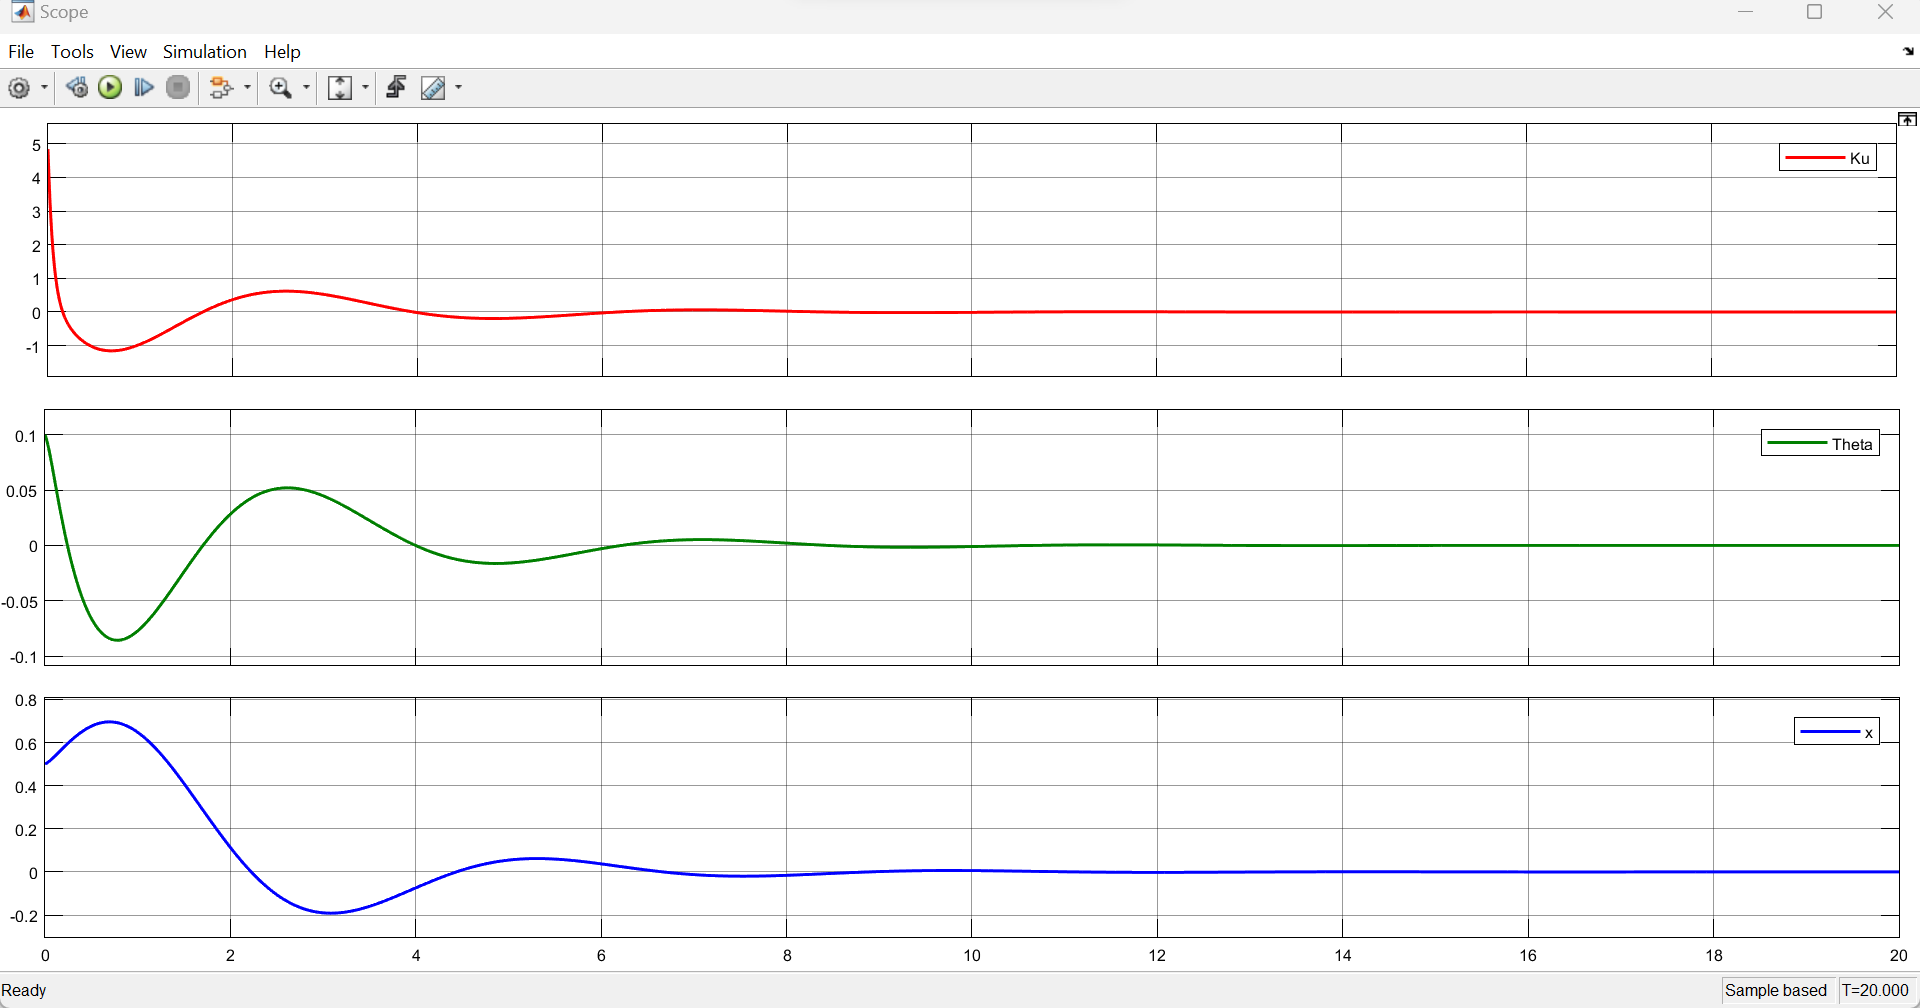 Scope
File Tools View Simulation Help
5
4
3
2
1
0
-1
Ku
0.1
0.05
0
-0.05
-0.1
Theta
0.8
0.6
0.4
0.2
0
-0.2
x
0 2 4 6 8 10 12 14 16 18 20
Ready Sample based T=20.000